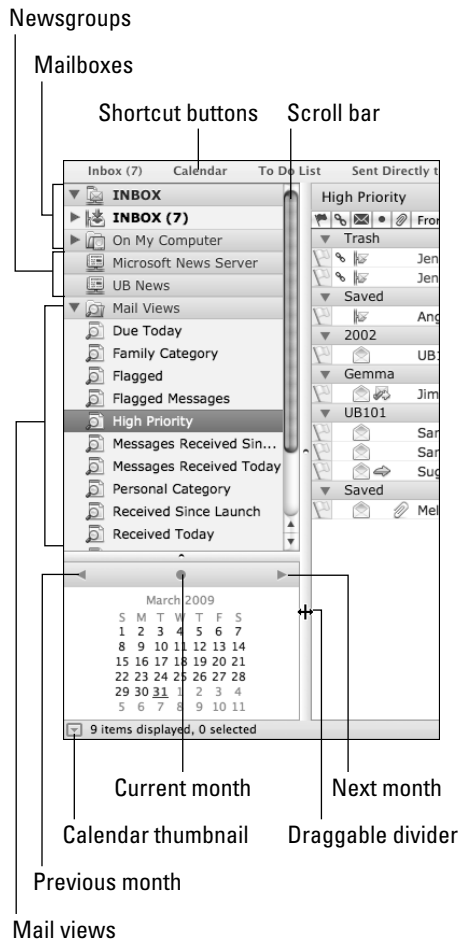 Newsgroups
Mailboxes
Shortcut buttons
Scroll bar
Inbox (7) Calendar To Do List Sent Directly t
INBOX
INBOX (7)
On My Computer
Microsoft News Server
UB News
Mail Views
Due Today
Family Category
Flagged
Flagged Messages
High Priority
Messages Received Sin...
Messages Received Today
Personal Category
Received Since Launch
Received Today
High Priority
Fror
Trash
Jen
Jen
Saved
Ang
2002
UB1
Gemma
Jim
UB101
Sar
Sar
Sug
Saved
Mel
March 2009
S M T W T F S
1 2 3 4 5 6 7
8 9 10 11 12 13 14
15 16 17 18 19 20 21
22 23 24 25 26 27 28
29 30 31 1 2 3 4
5 6 7 8 9 10 11
9 items displayed, 0 selected
Current month
Next month
Calendar thumbnail
Draggable divider
Previous month
Mail views